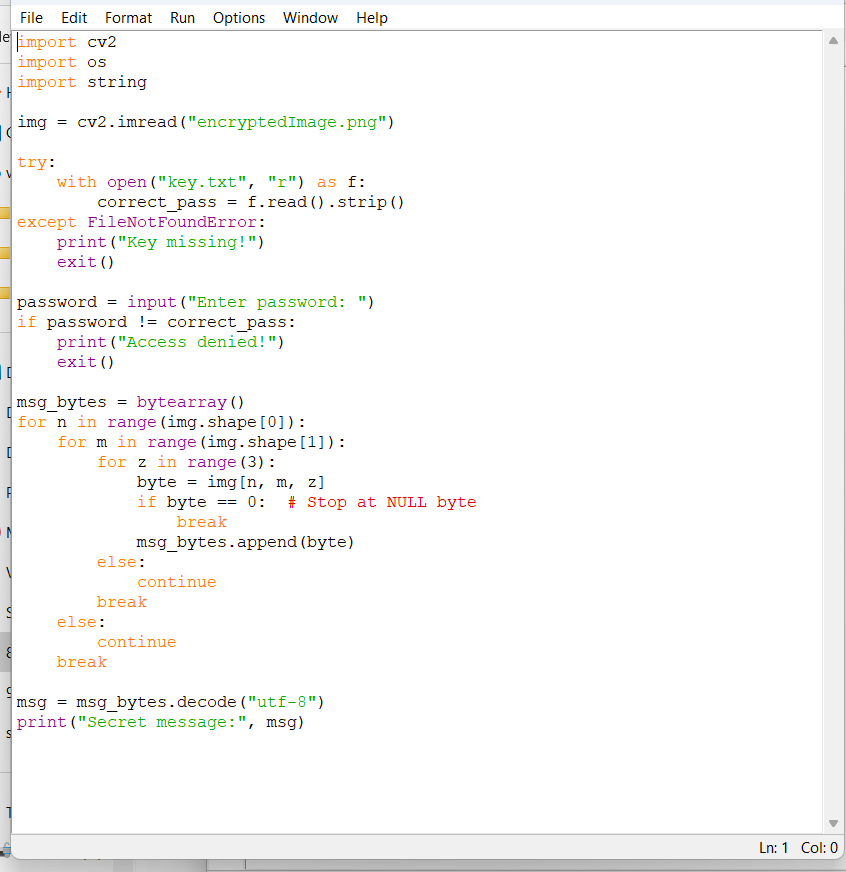 File Edit Format Run Options Window Help
import cv2
import os
import string
img = cv2.imread("encryptedImage.png")
try:
    with open("key.txt", "r") as f:
        correct_pass = f.read().strip()
except FileNotFoundError:
    print("Key missing!")
    exit()
password = input("Enter password: ")
if password != correct_pass:
    print("Access denied!")
    exit()
msg_bytes = bytearray()
for n in range(img.shape[0]):
    for m in range(img.shape[1]):
        for z in range(3):
            byte = img[n, m, z]
            if byte == 0:  # Stop at NULL byte
                break
            msg_bytes.append(byte)
        else:
            continue
        break
    else:
        continue
    break
msg = msg_bytes.decode("utf-8")
print("Secret message:", msg)
Ln: 1 Col: 0